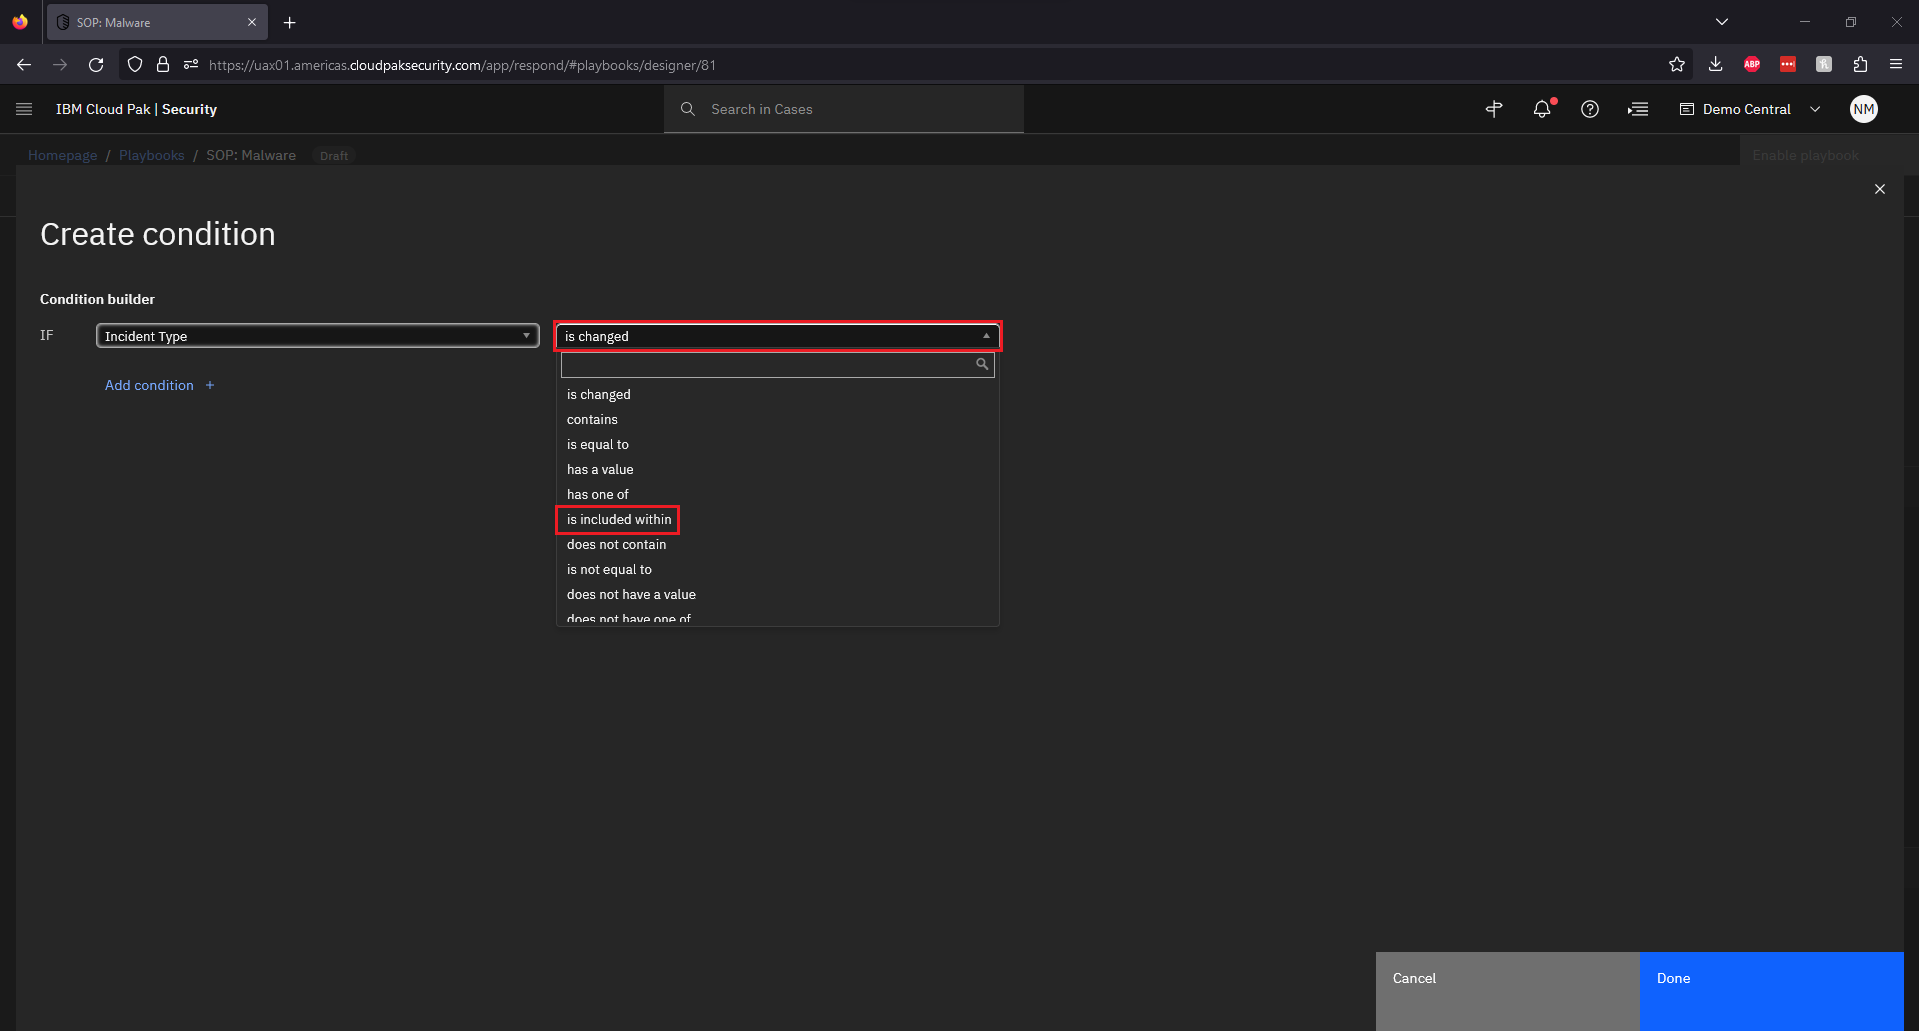 SOP: Malware
https://uax01.americas.cloudpaksecurity.com/app/respond/#playbooks/designer/81
ABP
IBM Cloud Pak | Security
Search in Cases
Demo Central
NM
Homepage / Playbooks / SOP: Malware Draft
Enable playbook
Create condition
Condition builder
IF
Incident Type
is changed
Add condition +
is changed
contains
is equal to
has a value
has one of
is included within
does not contain
is not equal to
does not have a value
does not have one of
Cancel
Done